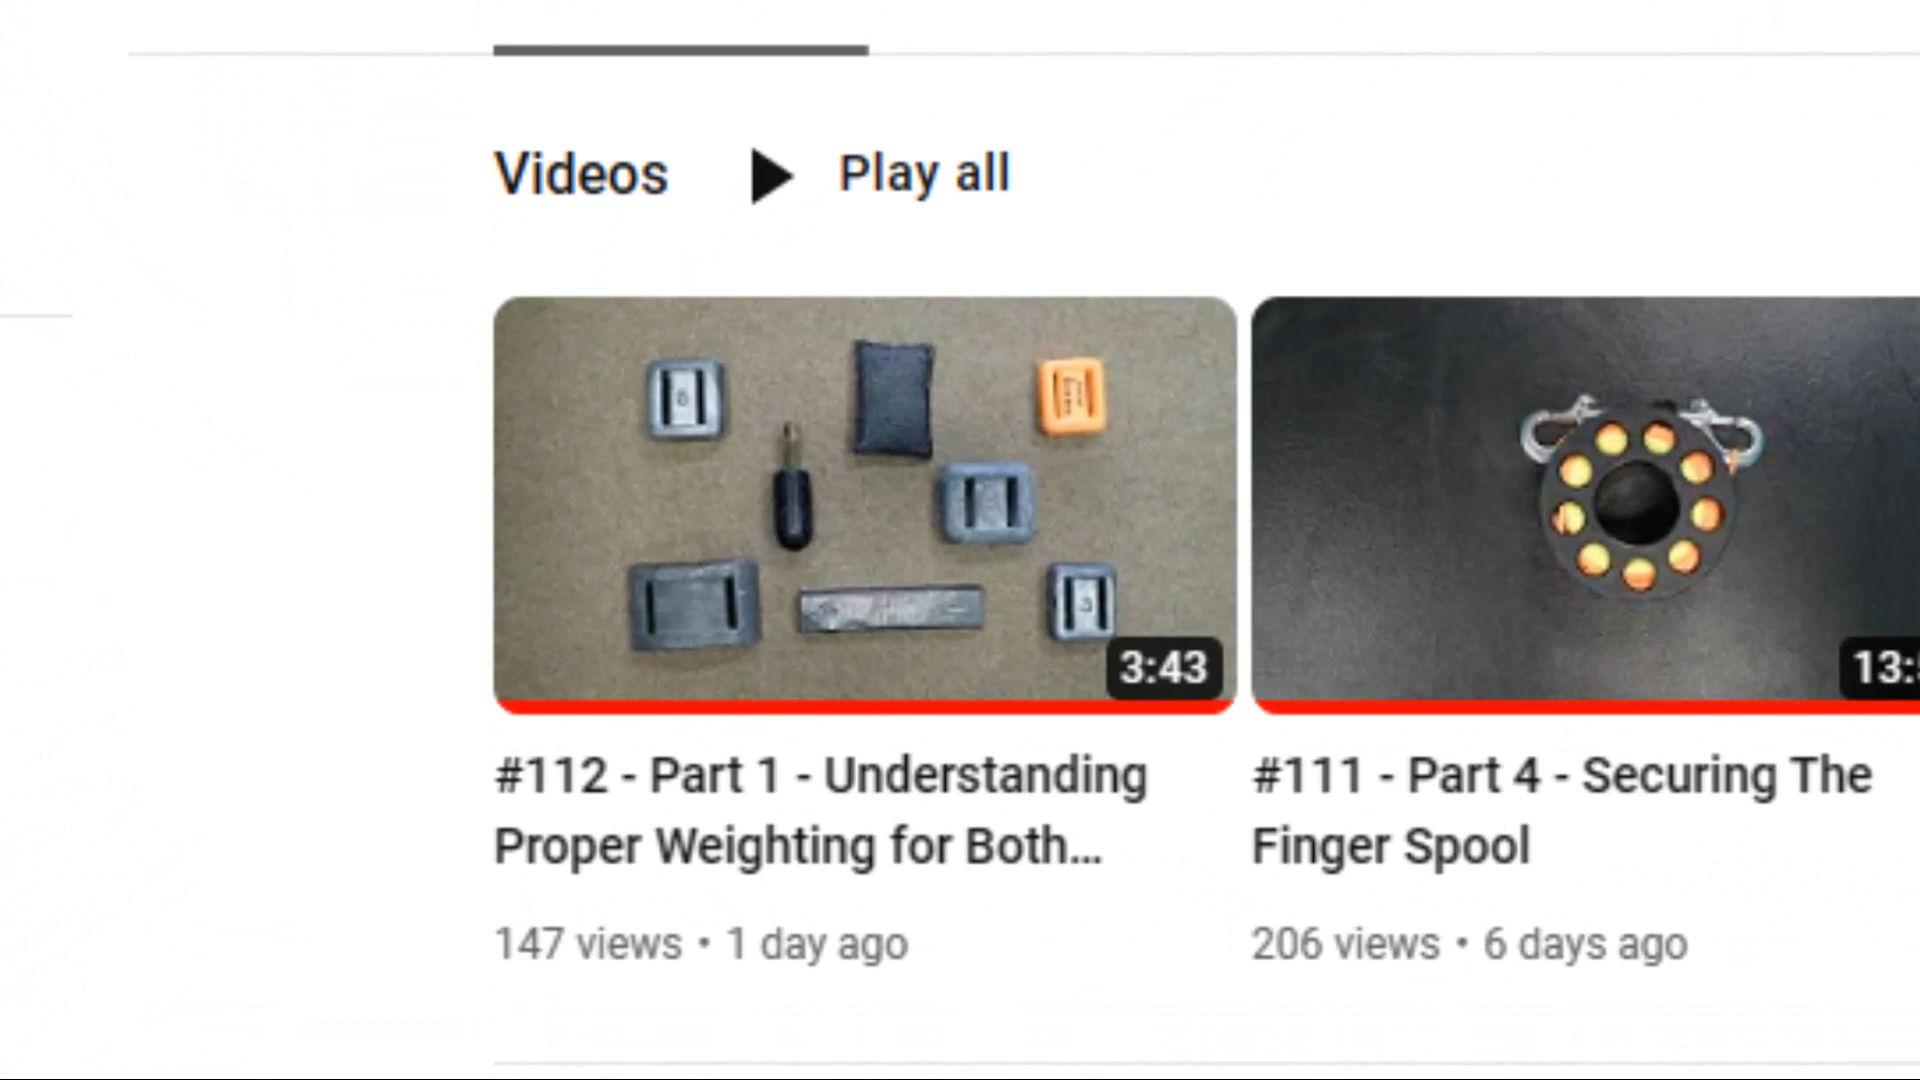 Videos Play all
3:43
#112 - Part 1 - Understanding
Proper Weighting for Both...
147 views • 1 day ago
13:
#111 - Part 4 - Securing The
Finger Spool
206 views • 6 days ago